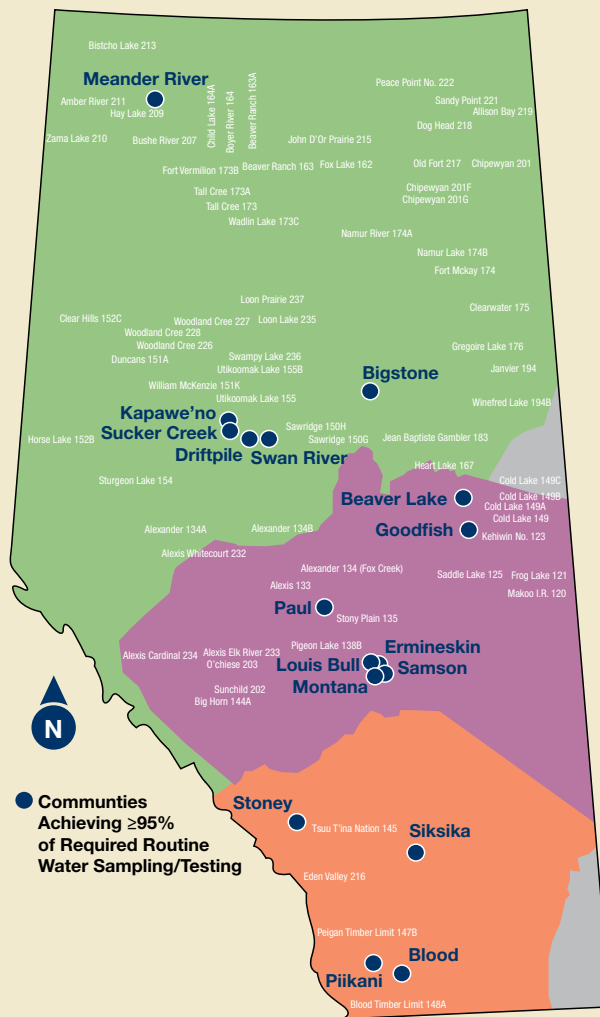 Bistcho Lake 213
Meander River
Peace Point No. 222
Amber River 211
Hay Lake 209
Child Lake 164A
Boyer River 164
Beaver Ranch 163A
Sandy Point 221
Allison Bay 219
Dog Head 218
Zama Lake 210
Bushe River 207
John D'Or Prairie 215
Fort Vermilion 173B
Beaver Ranch 163
Fox Lake 162
Old Fort 217
Chipewyan 201
Tall Cree 173A
Chipewyan 201F
Chipewyan 201G
Tall Cree 173
Wadlin Lake 173C
Namur River 174A
Namur Lake 174B
Fort Mckay 174
Loon Prairie 237
Clearwater 175
Clear Hills 152C
Woodland Cree 227
Loon Lake 235
Woodland Cree 228
Woodland Cree 226
Gregoire Lake 176
Duncans 151A
Swampy Lake 236
Utikoomak Lake 155B
Janvier 194
Bigstone
William McKenzie 151K
Utikoomak Lake 155
Winefred Lake 194B
Kapawe'no
Sucker Creek
Sawridge 150H
Horse Lake 152B
Sawridge 150G
Jean Baptiste Gambler 183
Driftpile
Swan River
Heart Lake 167
Sturgeon Lake 154
Cold Lake 149C
Beaver Lake
Cold Lake 149B
Cold Lake 149A
Cold Lake 149
Alexander 134A
Alexander 134B
Goodfish
Kehiwin No. 123
Alexis Whitecourt 232
Alexander 134 (Fox Creek)
Saddle Lake 125
Frog Lake 121
Alexis 133
Makoo I.R. 120
Paul
Stony Plain 135
Pigeon Lake 138B
Ermineskin
Alexis Cardinal 234
Alexis Elk River 233
O'chiese 203
Louis Bull
Samson
Montana
Sunchild 202
Big Horn 144A
N
Communties
Achieving ≥95%
of Required Routine
Water Sampling/Testing
Stoney
Tsuu T'ina Nation 145
Siksika
Eden Valley 216
Peigan Timber Limit 147B
Blood
Piikani
Blood Timber Limit 148A